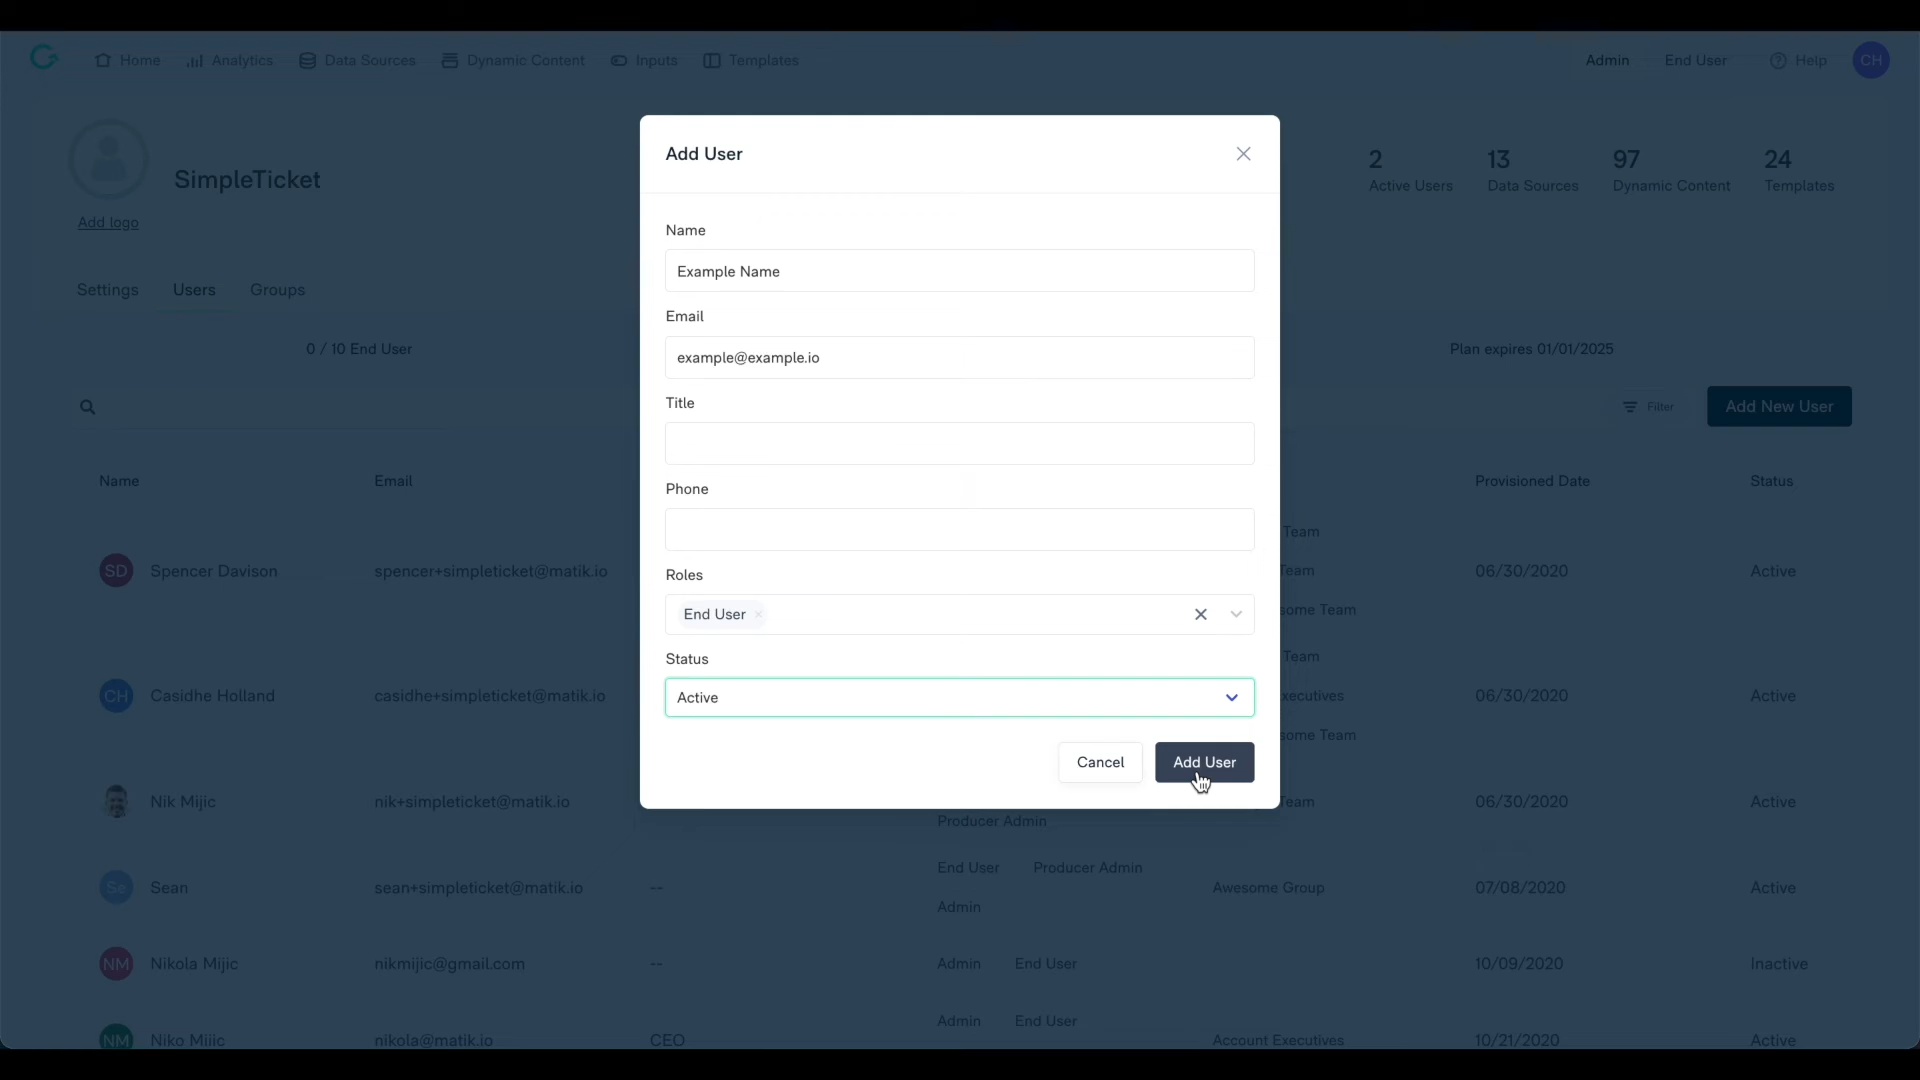 Home Analytics Data Sources Dynamic Content Inputs Templates Admin End User Help CH
SimpleTicket
Add logo
2 13 97 24
Active Users Data Sources Dynamic Content Templates
Settings Users Groups
0 / 10 End User Plan expires 01/01/2025
Filter Add New User
Name Email Provisioned Date Status
Team
SD Spencer Davison spencer+simpleticket@matik.io Team 06/30/2020 Active
some Team
Team
CH Casidhe Holland casidhe+simpleticket@matik.io xecutives 06/30/2020 Active
some Team
Nik Mijic nik+simpleticket@matik.io Team 06/30/2020 Active
Producer Admin
End User Producer Admin
Se Sean sean+simpleticket@matik.io -- Awesome Group 07/08/2020 Active
Admin
NM Nikola Mijic nikmijic@gmail.com -- Admin End User 10/09/2020 Inactive
Admin End User
NM Niko Mijic nikola@matik.io CEO Account Executives 10/21/2020 Active
Add User
Name
Example Name
Email
example@example.io
Title
Phone
Roles
End User
Status
Active
Cancel Add User